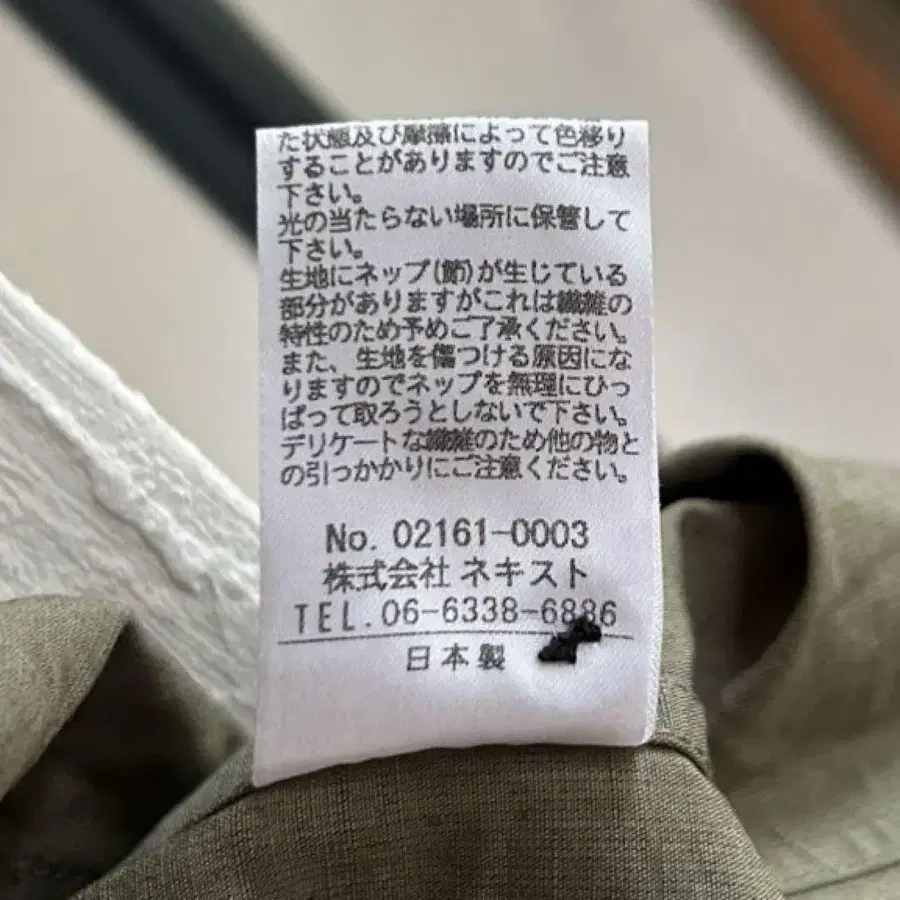 た状態及び摩擦によって色移り
することがありますのでご注意
下さい。
光の当たらない場所に保管して
下さい。
生地にネップ(節)が生じている
部分がありますがこれは繊維の
特性のため予めご了承ください。
また、生地を傷つける原因にな
りますのでネップを無理にひっ
ぱって取ろうとしないで下さい。
デリケートな繊維のため他の物と
の引っかかりにご注意ください。
No. 02161-0003
株式会社 ネキスト
TEL.06-6338-6886
日本製